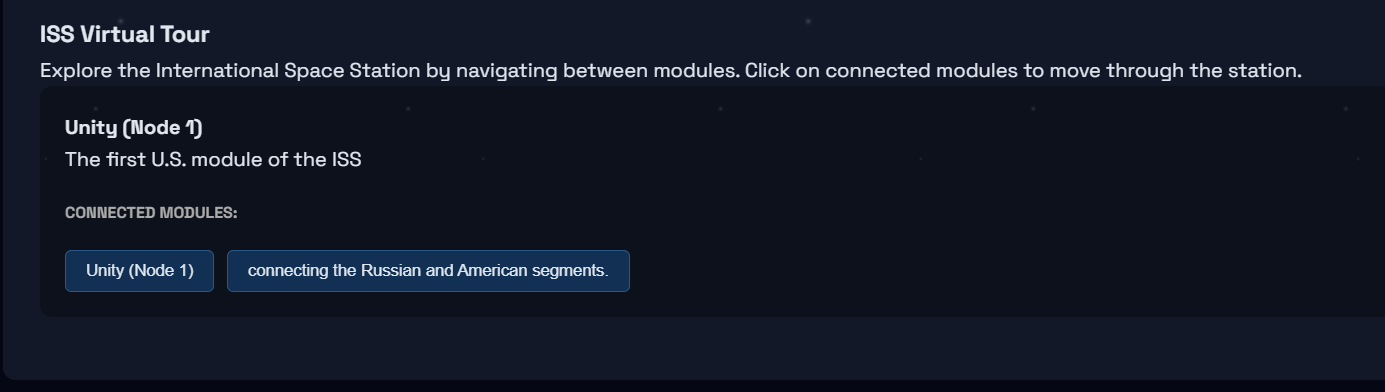 ISS Virtual Tour
Explore the International Space Station by navigating between modules. Click on connected modules to move through the station.
Unity (Node 1)
The first U.S. module of the ISS
CONNECTED MODULES:
Unity (Node 1)
connecting the Russian and American segments.